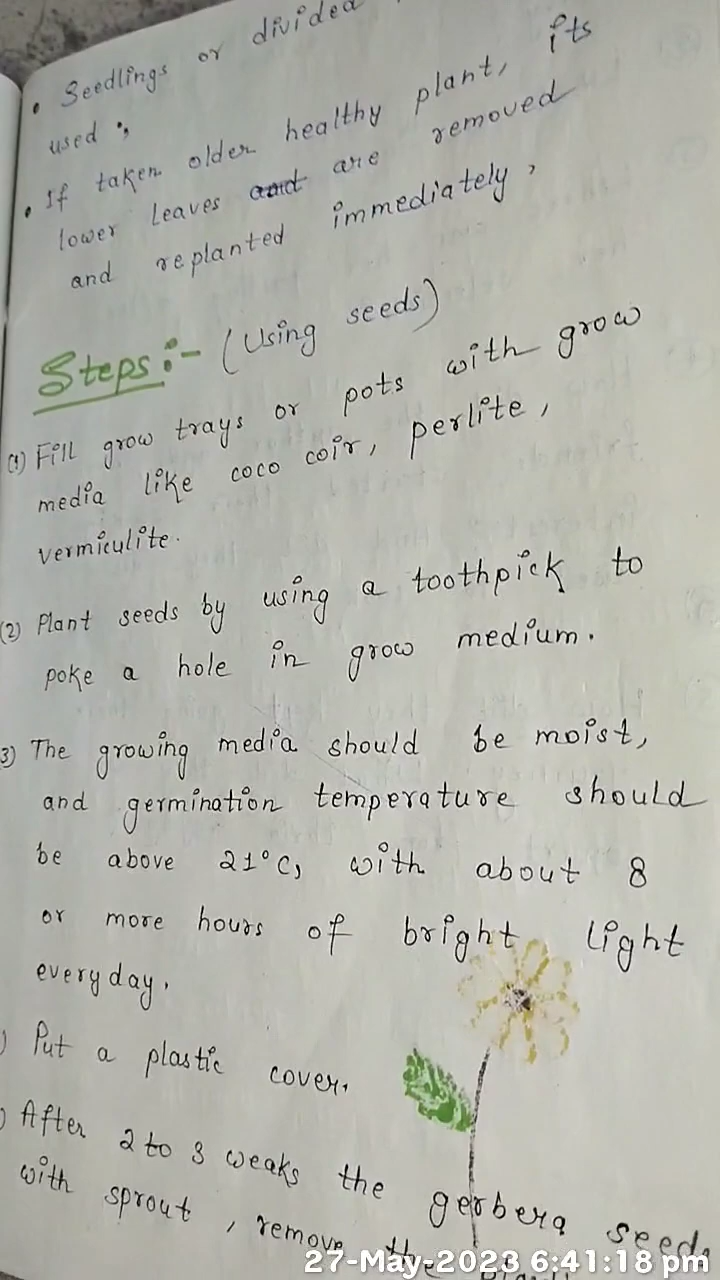 • Seedlings or divided
used ;
• If taken older healthy plant, its
lower leaves are removed
and replanted immediately,
Steps:- (Using seeds)
(1) Fill grow trays or pots with grow
media like coco coir, perlite,
vermiculite.
(2) Plant seeds by using a toothpick to
poke a hole in grow medium.
3) The growing media should be moist,
and germination temperature should
be above 21°C, with about 8
or more hours of bright light
everyday.
) Put a plastic cover.
) After 2 to 3 weaks the gerbera seeds
with sprout, remove the
27-May-2023 6:41:18 pm